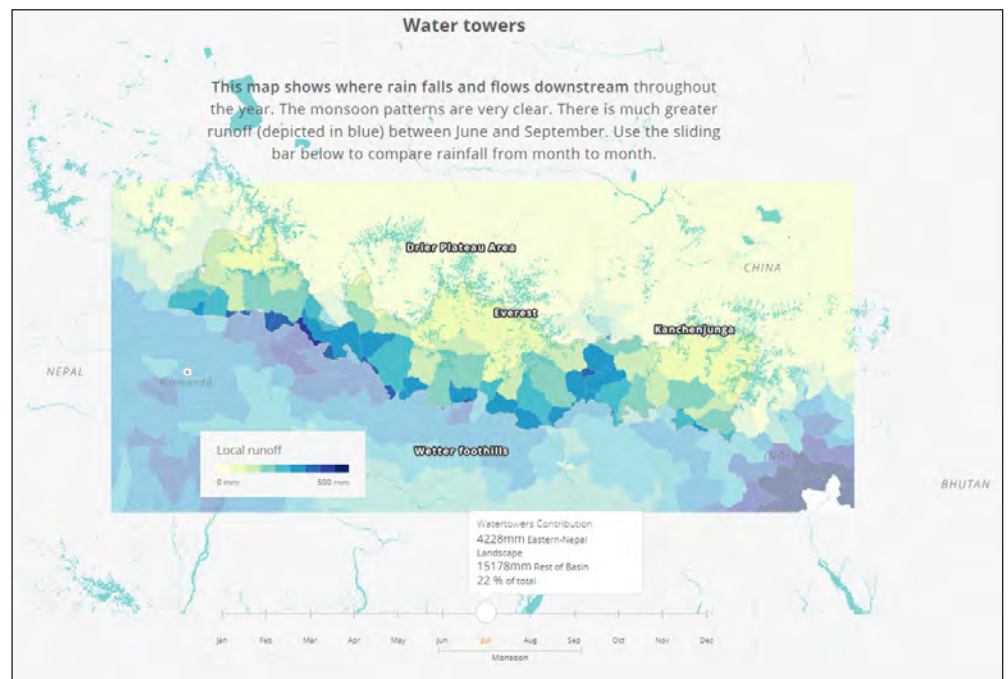 Water towers
This map shows where rain falls and flows downstream throughout
the year. The monsoon patterns are very clear. There is much greater
runoff (depicted in blue) between June and September. Use the sliding
bar below to compare rainfall from month to month.
Drier Plateau Area
CHINA
Everest
Kanchenjunga
NEPAL
Local runoff
0 mm 500 mm
Wetter foothills
BHUTAN
Watertowers Contribution
4228mm Eastern-Nepal
Landscape
15178mm Rest of Basin
22 % of total
Jan Feb Mar Apr May Jun Jul Aug Sep Oct Nov Dec
Monsoon